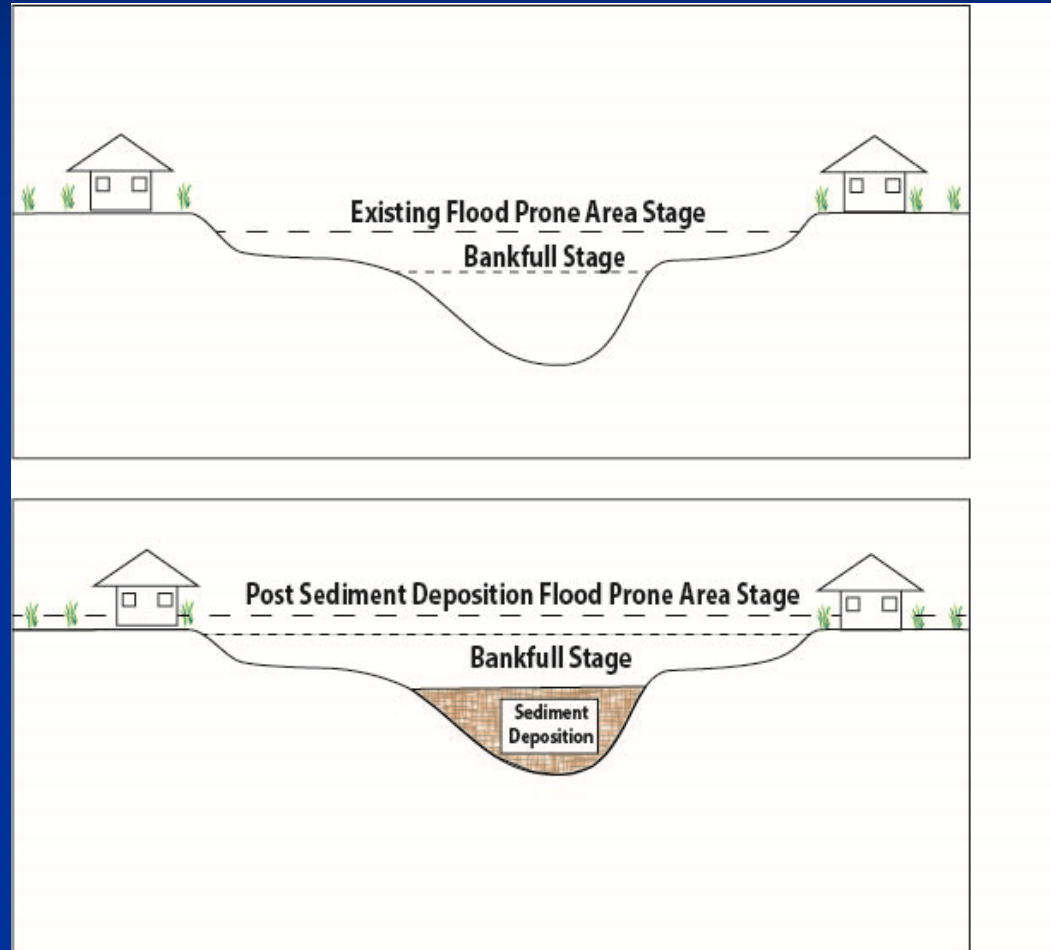 Existing Flood Prone Area Stage
Bankfull Stage
Post Sediment Deposition Flood Prone Area Stage
Bankfull Stage
Sediment
Deposition